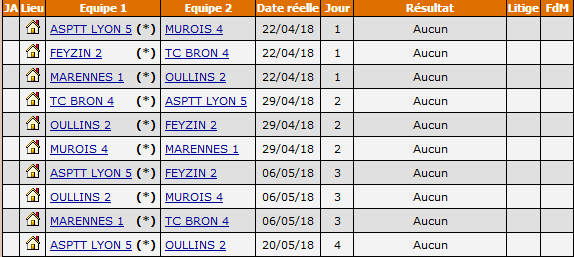 JA Lieu Equipe 1 Equipe 2 Date réelle Jour Résultat Litige FdM
ASPTT LYON 5 (*) MUROIS 4 22/04/18 1 Aucun
FEYZIN 2 (*) TC BRON 4 22/04/18 1 Aucun
MARENNES 1 (*) OULLINS 2 22/04/18 1 Aucun
TC BRON 4 (*) ASPTT LYON 5 29/04/18 2 Aucun
OULLINS 2 (*) FEYZIN 2 29/04/18 2 Aucun
MUROIS 4 (*) MARENNES 1 29/04/18 2 Aucun
ASPTT LYON 5 (*) FEYZIN 2 06/05/18 3 Aucun
OULLINS 2 (*) MUROIS 4 06/05/18 3 Aucun
MARENNES 1 (*) TC BRON 4 06/05/18 3 Aucun
ASPTT LYON 5 (*) OULLINS 2 20/05/18 4 Aucun